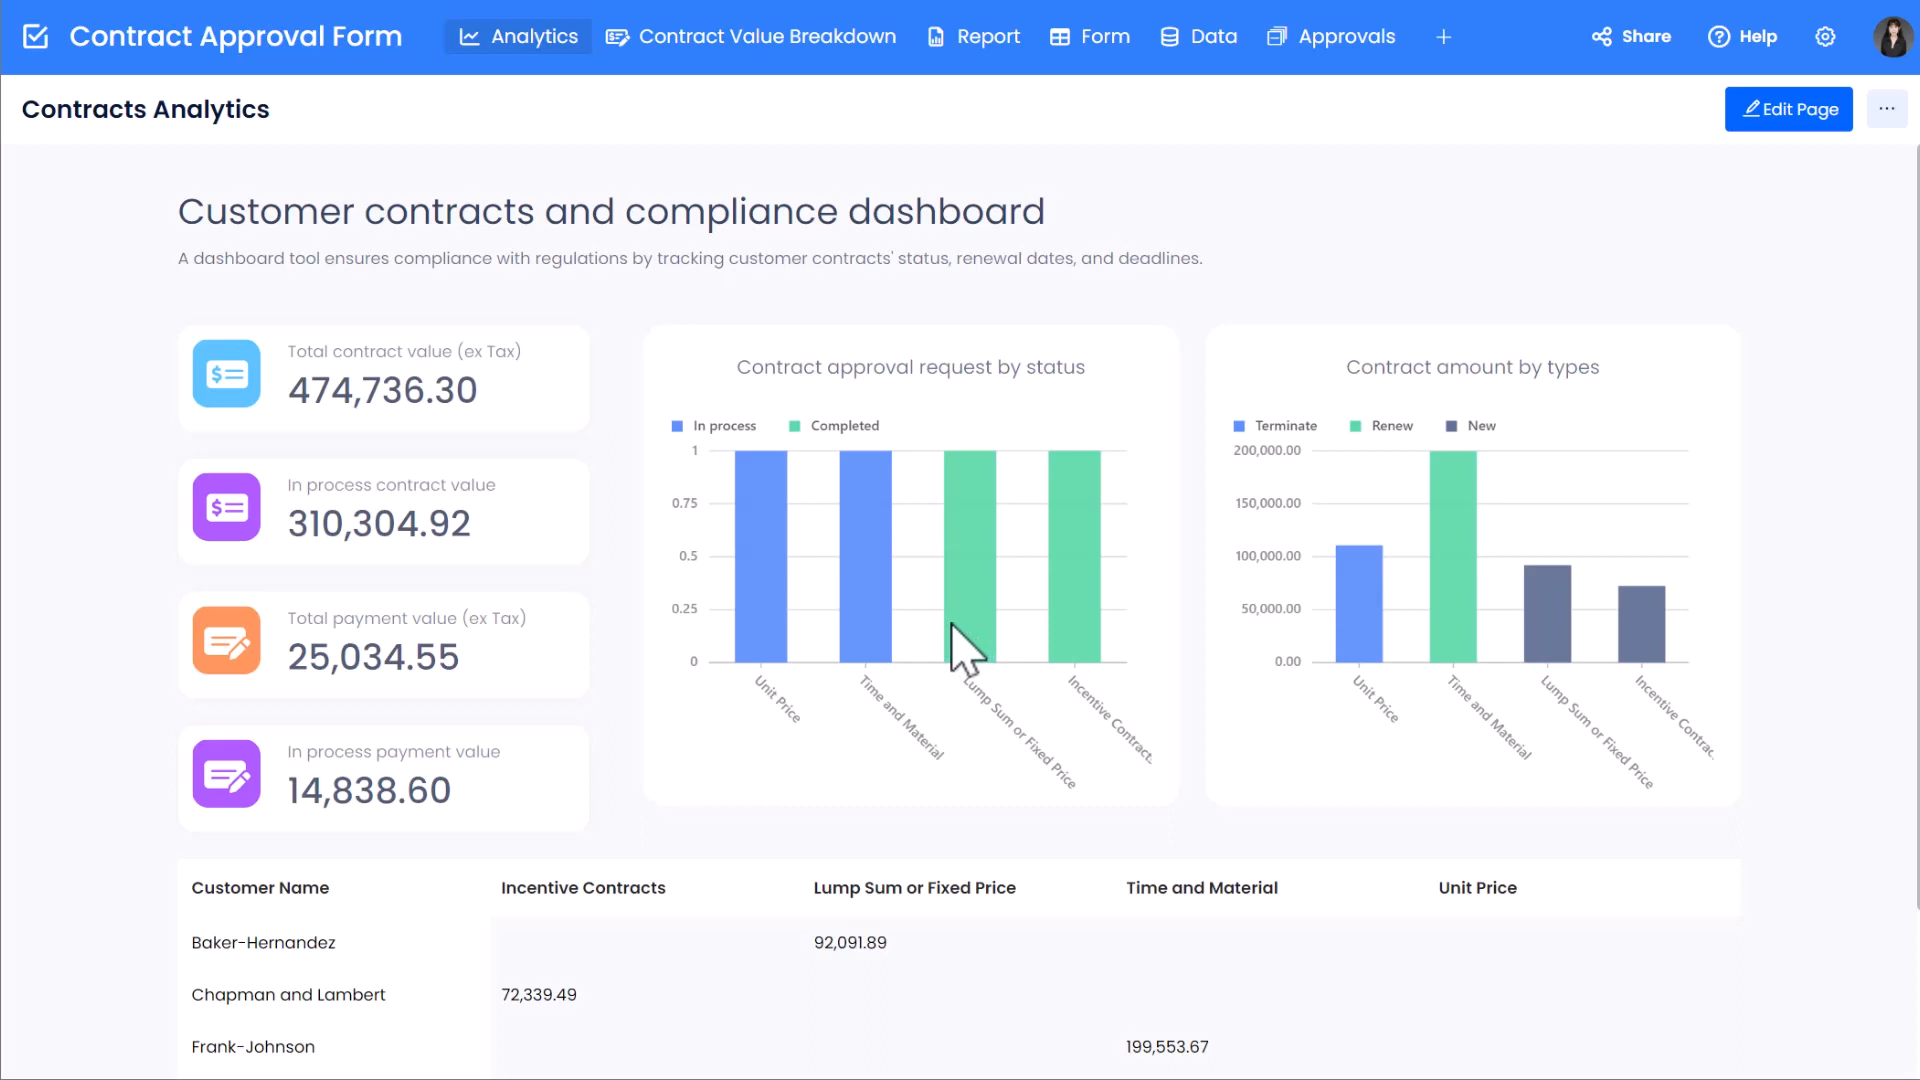 Contract Approval Form
Analytics
Contract Value Breakdown
Report
Form
Data
Approvals
Share
Help
Contracts Analytics
Edit Page
Customer contracts and compliance dashboard
A dashboard tool ensures compliance with regulations by tracking customer contracts' status, renewal dates, and deadlines.
Total contract value (ex Tax)
474,736.30
In process contract value
310,304.92
Total payment value (ex Tax)
25,034.55
In process payment value
14,838.60
Contract approval request by status
In process
Completed
1
0.75
0.5
0.25
0
Unit Price
Time and Material
Lump Sum or Fixed Price
Incentive Contract.
Contract amount by types
Terminate
Renew
New
200,000.00
150,000.00
100,000.00
50,000.00
0.00
Unit Price
Time and Material
Lump Sum or Fixed Price
Incentive Contrac..
Customer Name Incentive Contracts Lump Sum or Fixed Price Time and Material Unit Price
Baker-Hernandez 92,091.89
Chapman and Lambert 72,339.49
Frank-Johnson 199,553.67